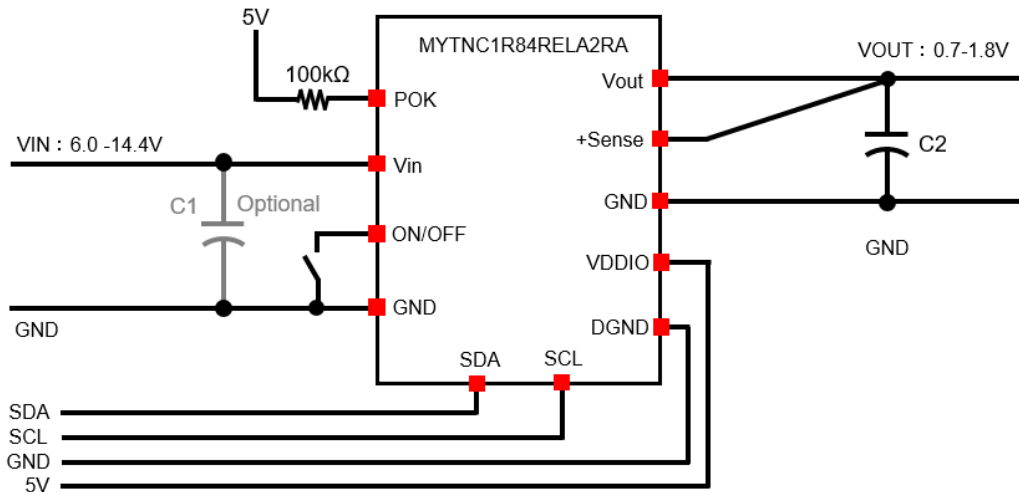 5V
MYTNC1R84RELA2RA
VOUT : 0.7-1.8V
100kΩ
Vout
POK
VIN : 6.0 -14.4V
+Sense
C2
Vin
C1
Optional
GND
ON/OFF
GND
VDDIO
GND
GND
DGND
SDA
SCL
SDA
SCL
GND
5V